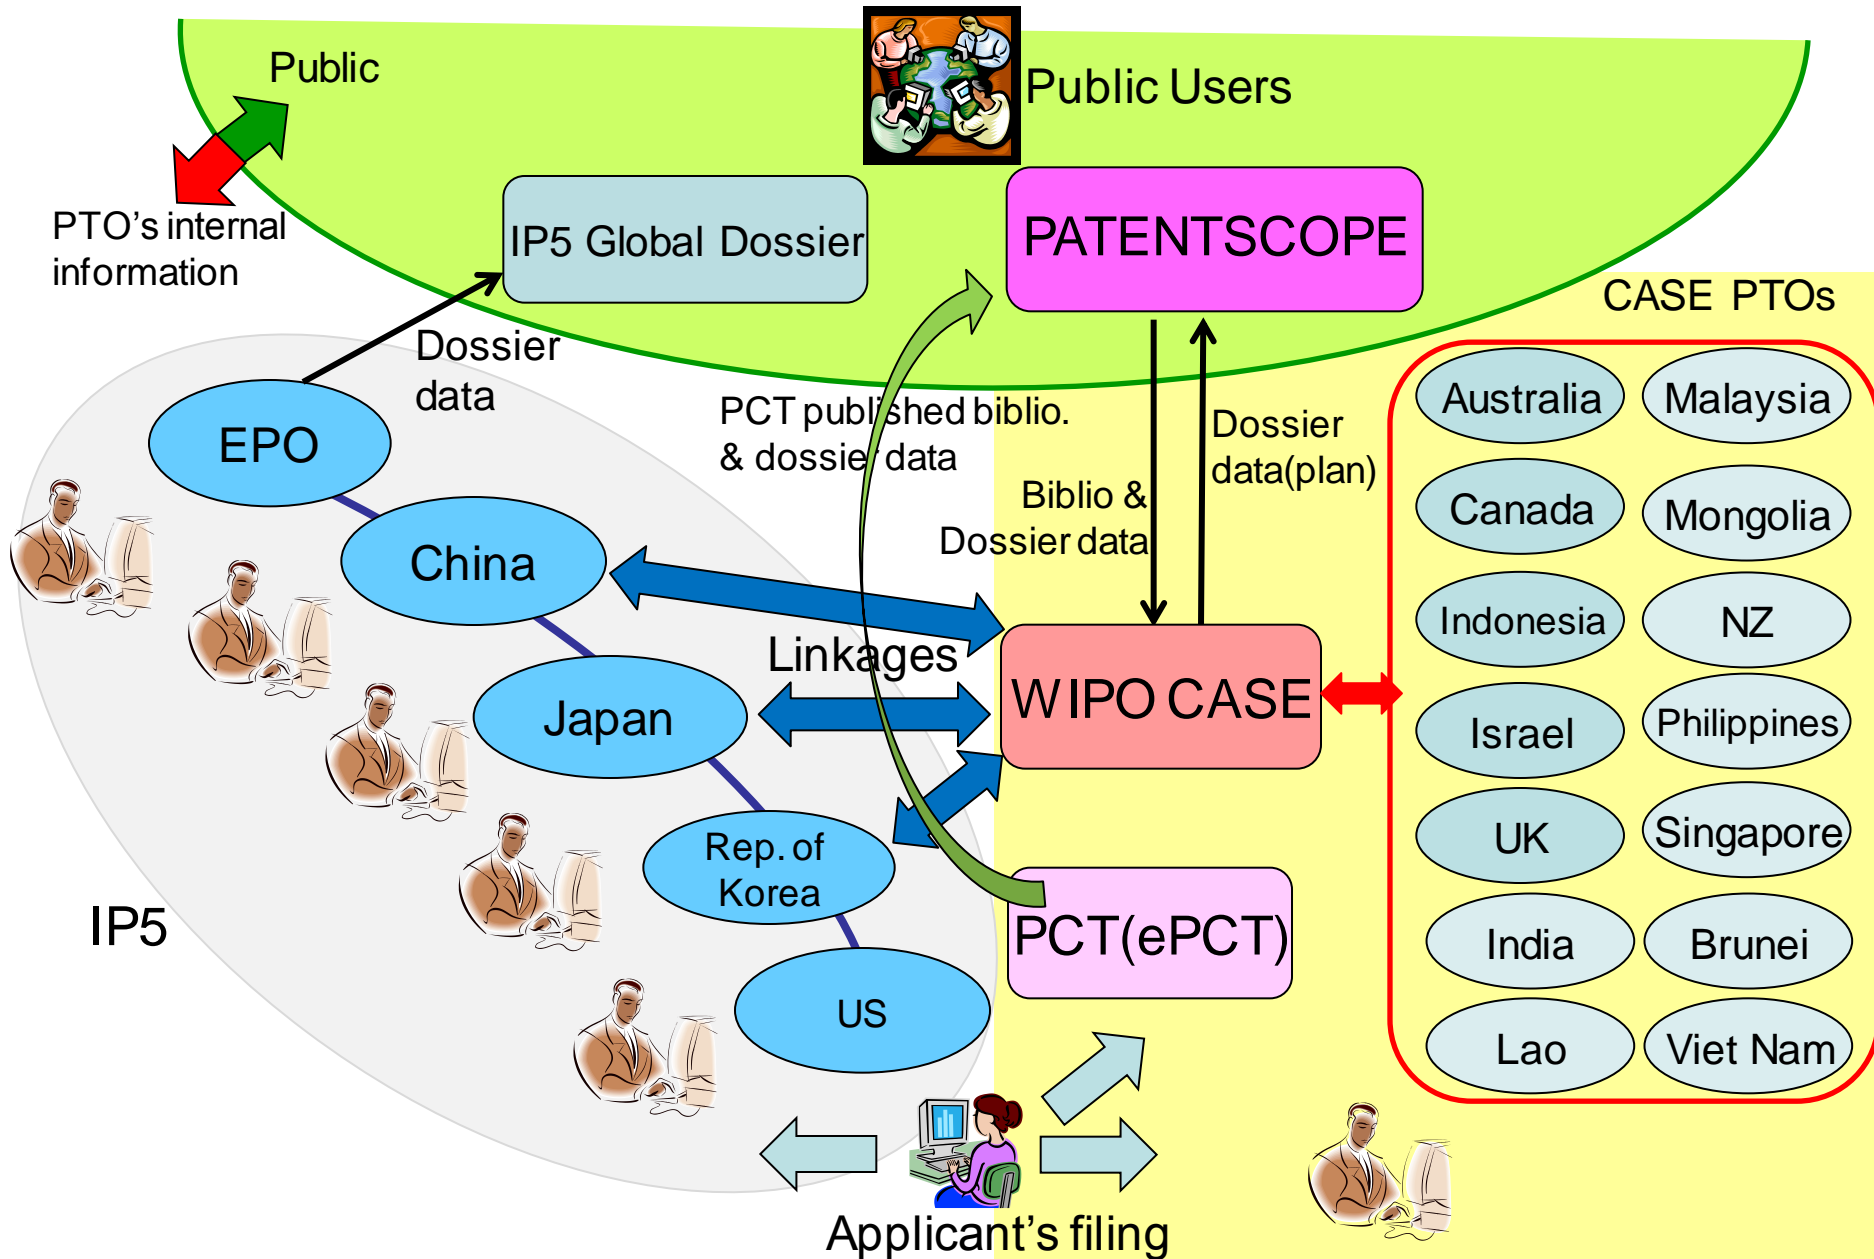 Public
Public Users
PTO's internal
information
IP5 Global Dossier
PATENTSCOPE
CASE PTOs
Dossier
data
PCT published biblio.
& dossier data
Dossier
data(plan)
Biblio &
Dossier data
EPO
China
Japan
Rep. of
Korea
US
IP5
Linkages
WIPO CASE
PCT(ePCT)
Australia
Malaysia
Canada
Mongolia
Indonesia
NZ
Israel
Philippines
UK
Singapore
India
Brunei
Lao
Viet Nam
Applicant's filing